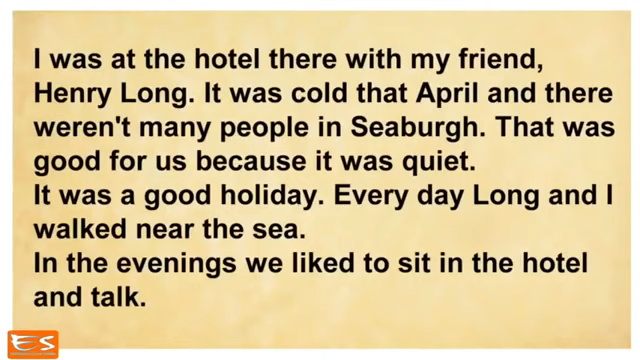 I was at the hotel there with my friend,
Henry Long. It was cold that April and there
weren't many people in Seaburgh. That was
good for us because it was quiet.
It was a good holiday. Every day Long and I
walked near the sea.
In the evenings we liked to sit in the hotel
and talk.
ES